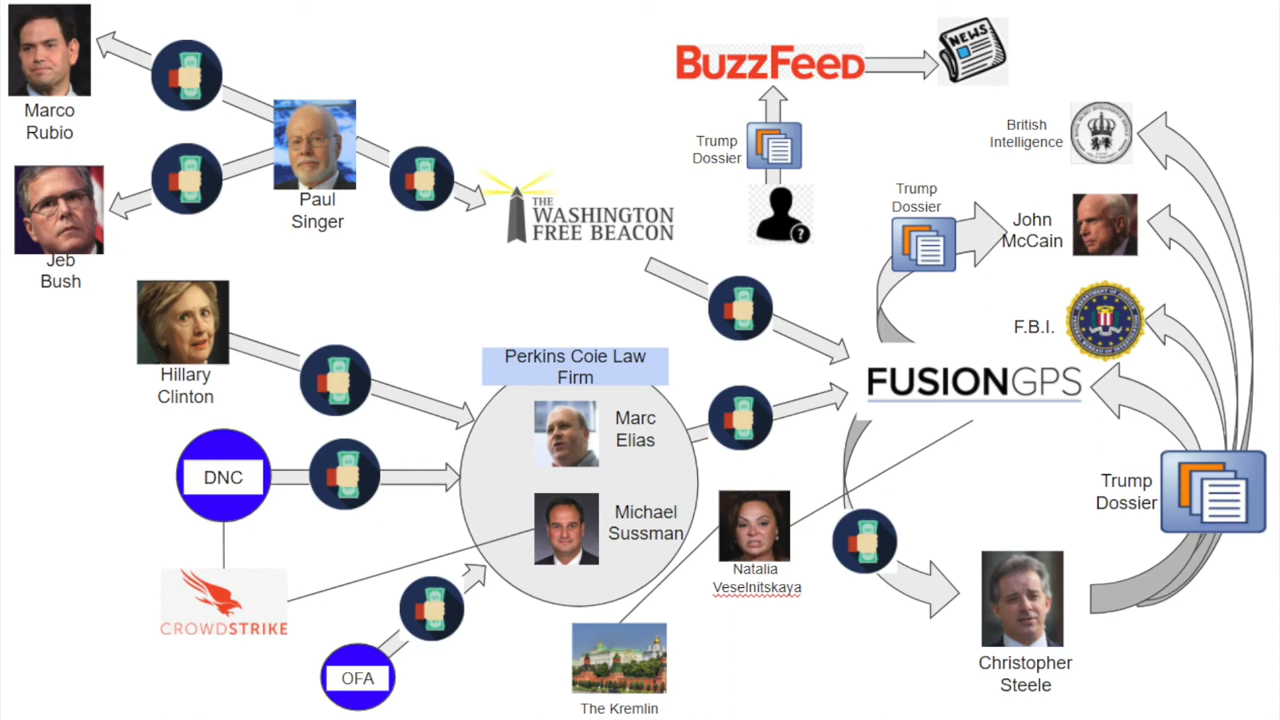 Marco
Rubio
Jeb
Bush
Paul
Singer
THE
WASHINGTON
FREE BEACON
BUZZFEED
NEWS
Trump
Dossier
?
British
Intelligence
Trump
Dossier
John
McCain
F.B.I.
Hillary
Clinton
Perkins Coie Law
Firm
Marc
Elias
Michael
Sussman
FUSIONGPS
DNC
CROWDSTRIKE
OFA
Natalia
Veselnitskaya
The Kremlin
Trump
Dossier
Christopher
Steele